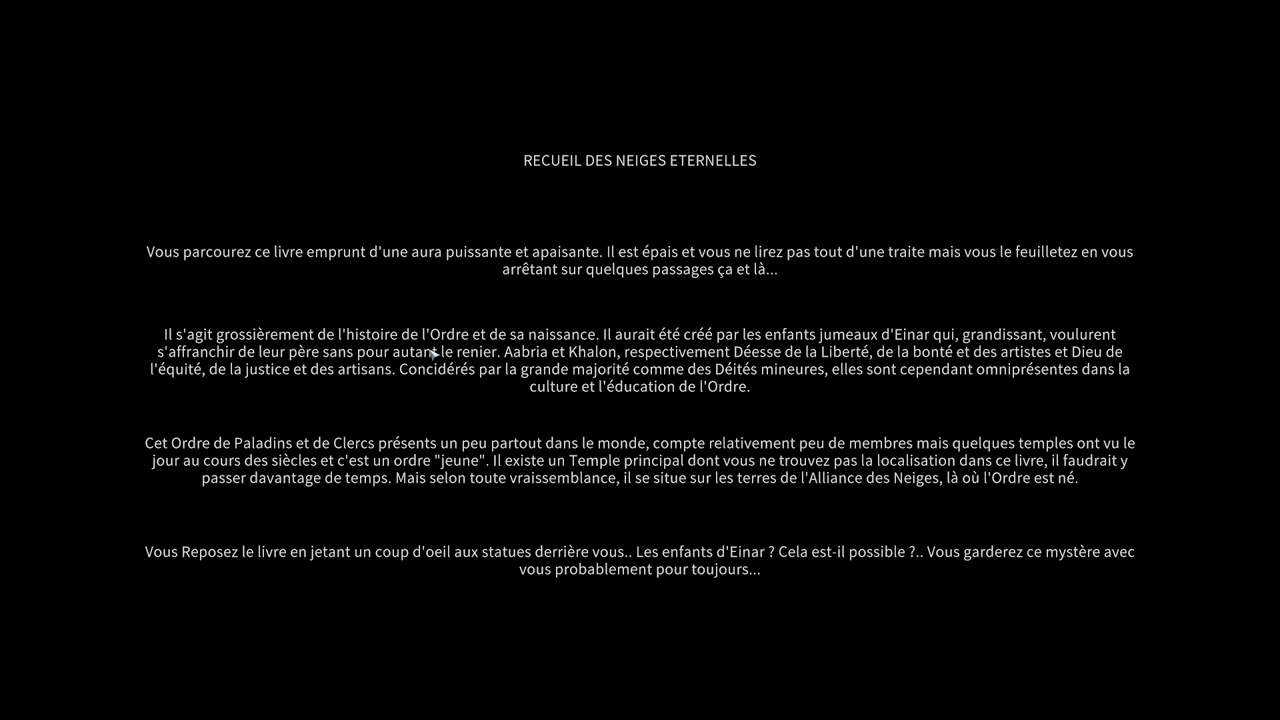 RECUEIL DES NEIGES ETERNELLES
Vous parcourez ce livre emprunt d'une aura puissante et apaisante. Il est épais et vous ne lirez pas tout d'une traite mais vous le feuilletez en vous
arrêtant sur quelques passages ça et là...
Il s'agit grossièrement de l'histoire de l'Ordre et de sa naissance. Il aurait été créé par les enfants jumeaux d'Einar qui, grandissant, voulurent
s'affranchir de leur père sans pour autant le renier. Aabria et Khalon, respectivement Déesse de la Liberté, de la bonté et des artistes et Dieu de
l'équité, de la justice et des artisans. Concidérés par la grande majorité comme des Déités mineures, elles sont cependant omniprésentes dans la
culture et l'éducation de l'Ordre.
Cet Ordre de Paladins et de Clercs présents un peu partout dans le monde, compte relativement peu de membres mais quelques temples ont vu le
jour au cours des siècles et c'est un ordre "jeune". Il existe un Temple principal dont vous ne trouvez pas la localisation dans ce livre, il faudrait y
passer davantage de temps. Mais selon toute vraissemblance, il se situe sur les terres de l'Alliance des Neiges, là où l'Ordre est né.
Vous Reposez le livre en jetant un coup d'oeil aux statues derrière vous.. Les enfants d'Einar ? Cela est-il possible ?.. Vous garderez ce mystère avec
vous probablement pour toujours...